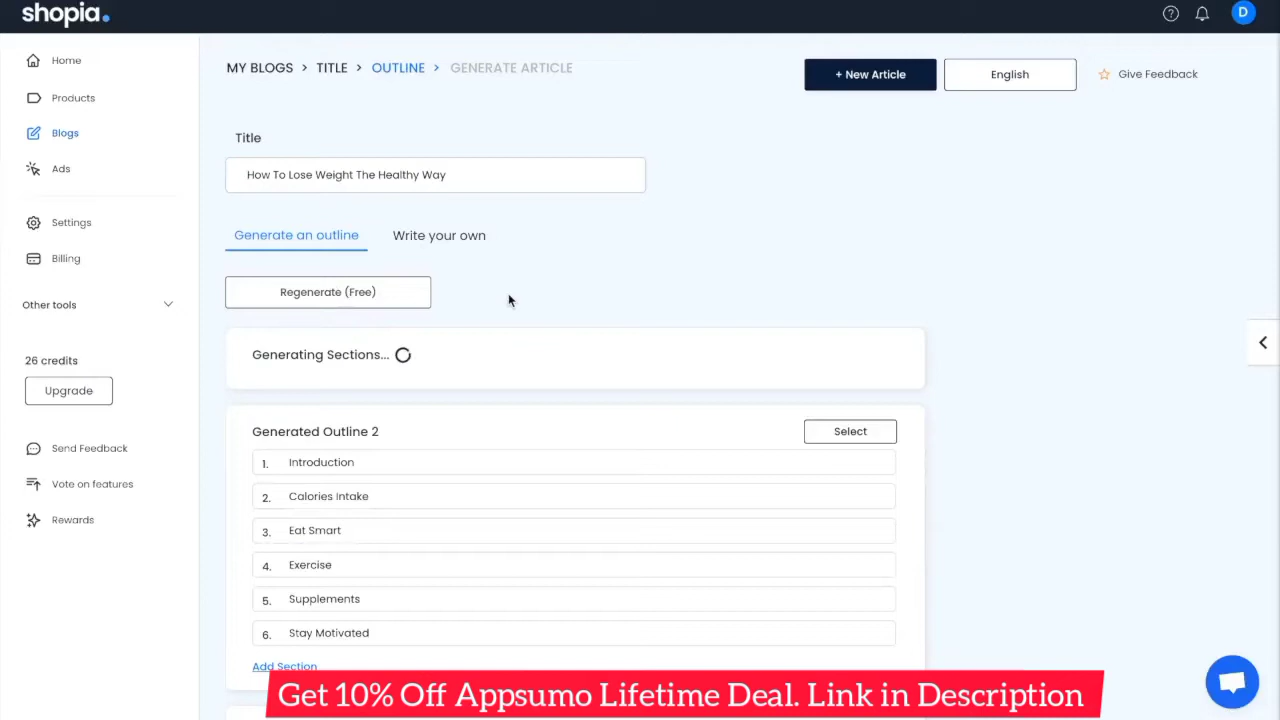 shopia.
D
Home
Products
Blogs
Ads
Settings
Billing
Other tools
26 credits
Upgrade
Send Feedback
Vote on features
Rewards
MY BLOGS > TITLE > OUTLINE > GENERATE ARTICLE
+ New Article
English
Give Feedback
Title
How To Lose Weight The Healthy Way
Generate an outline
Write your own
Regenerate (Free)
Generating Sections...
Generated Outline 2
Select
1. Introduction
2. Calories Intake
3. Eat Smart
4. Exercise
5. Supplements
6. Stay Motivated
Add Section
Get 10% Off Appsumo Lifetime Deal. Link in Description